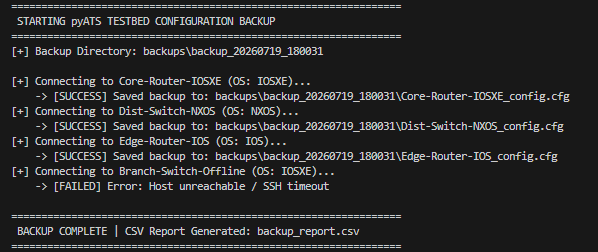 ============================================================
STARTING pyATS TESTBED CONFIGURATION BACKUP
============================================================
[+] Backup Directory: backups\backup_20260719_180031
[+] Connecting to Core-Router-IOSXE (OS: IOSXE)...
-> [SUCCESS] Saved backup to: backups\backup_20260719_180031\Core-Router-IOSXE_config.cfg
[+] Connecting to Dist-Switch-NXOS (OS: NXOS)...
-> [SUCCESS] Saved backup to: backups\backup_20260719_180031\Dist-Switch-NXOS_config.cfg
[+] Connecting to Edge-Router-IOS (OS: IOS)...
-> [SUCCESS] Saved backup to: backups\backup_20260719_180031\Edge-Router-IOS_config.cfg
[+] Connecting to Branch-Switch-Offline (OS: IOSXE)...
-> [FAILED] Error: Host unreachable / SSH timeout
============================================================
BACKUP COMPLETE | CSV Report Generated: backup_report.csv
============================================================